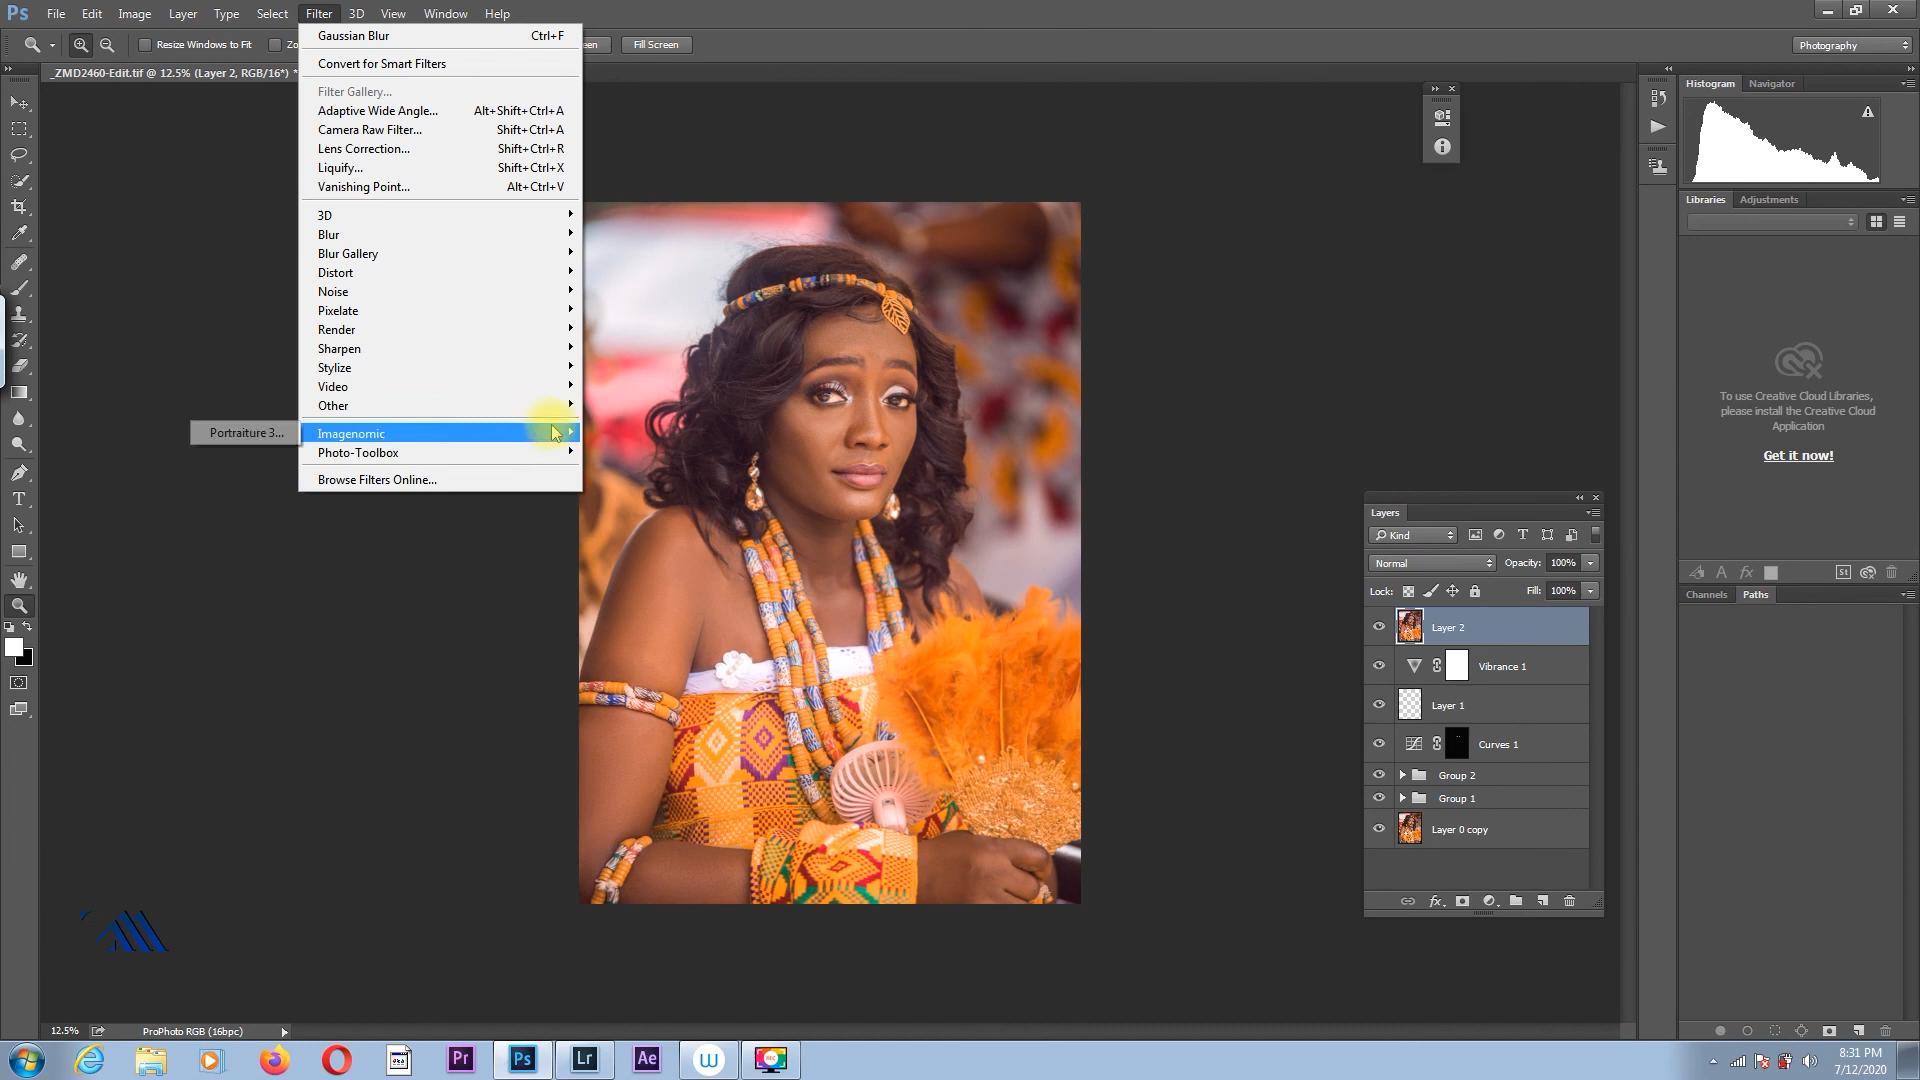 Ps File Edit Image Layer Type Select Filter 3D View Window Help
Resize Windows to Fit Zo een Fill Screen Photography
_ZMD2460-Edit.tif @ 12.5% (Layer 2, RGB/16*) *
Gaussian Blur Ctrl+F
Convert for Smart Filters
Filter Gallery...
Adaptive Wide Angle... Alt+Shift+Ctrl+A
Camera Raw Filter... Shift+Ctrl+A
Lens Correction... Shift+Ctrl+R
Liquify... Shift+Ctrl+X
Vanishing Point... Alt+Ctrl+V
3D
Blur
Blur Gallery
Distort
Noise
Pixelate
Render
Sharpen
Stylize
Video
Other
Imagenomic
Portraiture 3...
Photo-Toolbox
Browse Filters Online...
Histogram Navigator
Libraries Adjustments
To use Creative Cloud Libraries,
please install the Creative Cloud
Application
Get it now!
Channels Paths
Layers
Kind
Normal Opacity: 100%
Lock: Fill: 100%
Layer 2
Vibrance 1
Layer 1
Curves 1
Group 2
Group 1
Layer 0 copy
12.5% ProPhoto RGB (16bpc)
Pr Ps Lr Ae W REC
8:31 PM
7/12/2020